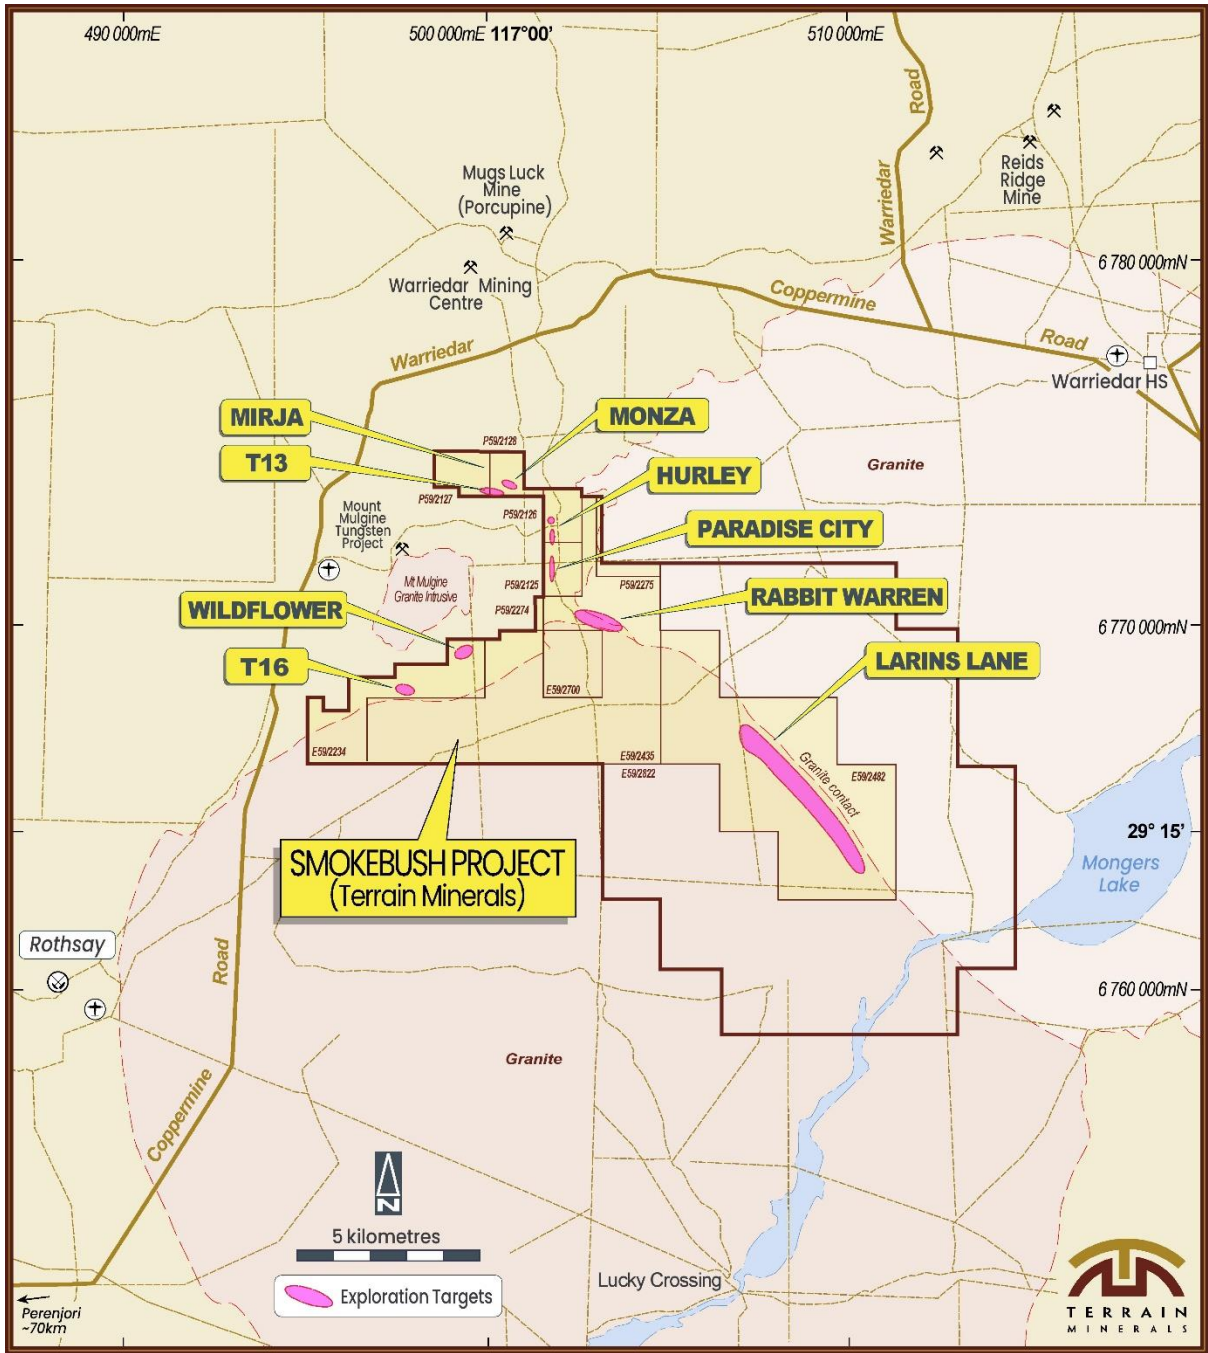 490 000mE
500 000mE 117°00'
510 000mE
Road
Warriedar
Reids
Ridge
Mine
Mugs Luck
Mine
(Porcupine)
Warriedar Mining
Centre
6 780 000mN
Coppermine
Road
Warriedar HS
Warriedar
MIRJA
MONZA
P59/2128
T13
HURLEY
Granite
P59/2127
P59/2126
Mount
Mulgine
Tungsten
Project
PARADISE CITY
Mt Mulgine
Granite Intrusive
P59/2125
P59/2275
WILDFLOWER
P59/2274
RABBIT WARREN
6 770 000mN
T16
LARINS LANE
E59/2700
E59/2234
E59/2435
E59/2822
E59/2482
Granite contact
SMOKEBUSH PROJECT
(Terrain Minerals)
29° 15'
Mongers
Lake
Rothsay
Road
6 760 000mN
Granite
Coppermine
N
5 kilometres
Exploration Targets
Lucky Crossing
Perenjori
~70km
TERRAIN
MINERALS